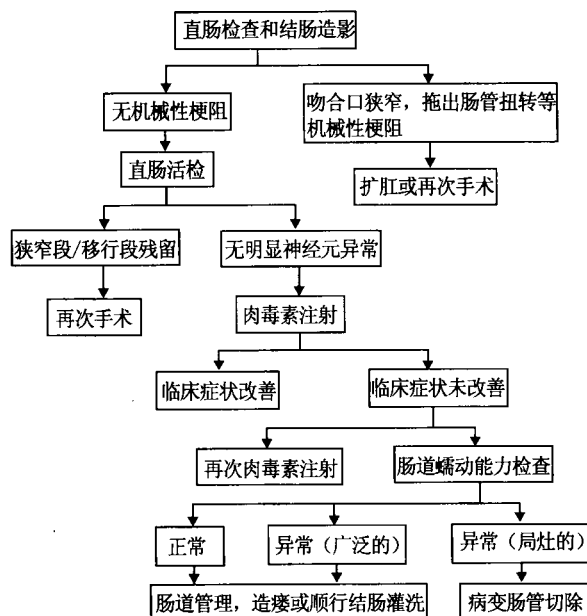 直肠检查和结肠造影
无机械性梗阻
吻合口狭窄，拖出肠管扭转等
机械性梗阻
直肠活检
扩肛或再次手术
狭窄段/移行段残留
无明显神经元异常
再次手术
肉毒素注射
临床症状改善
临床症状未改善
再次肉毒素注射
肠道蠕动能力检查
正常
异常（广泛的）
异常（局灶的）
肠道管理，造瘘或顺行结肠灌洗
病变肠管切除